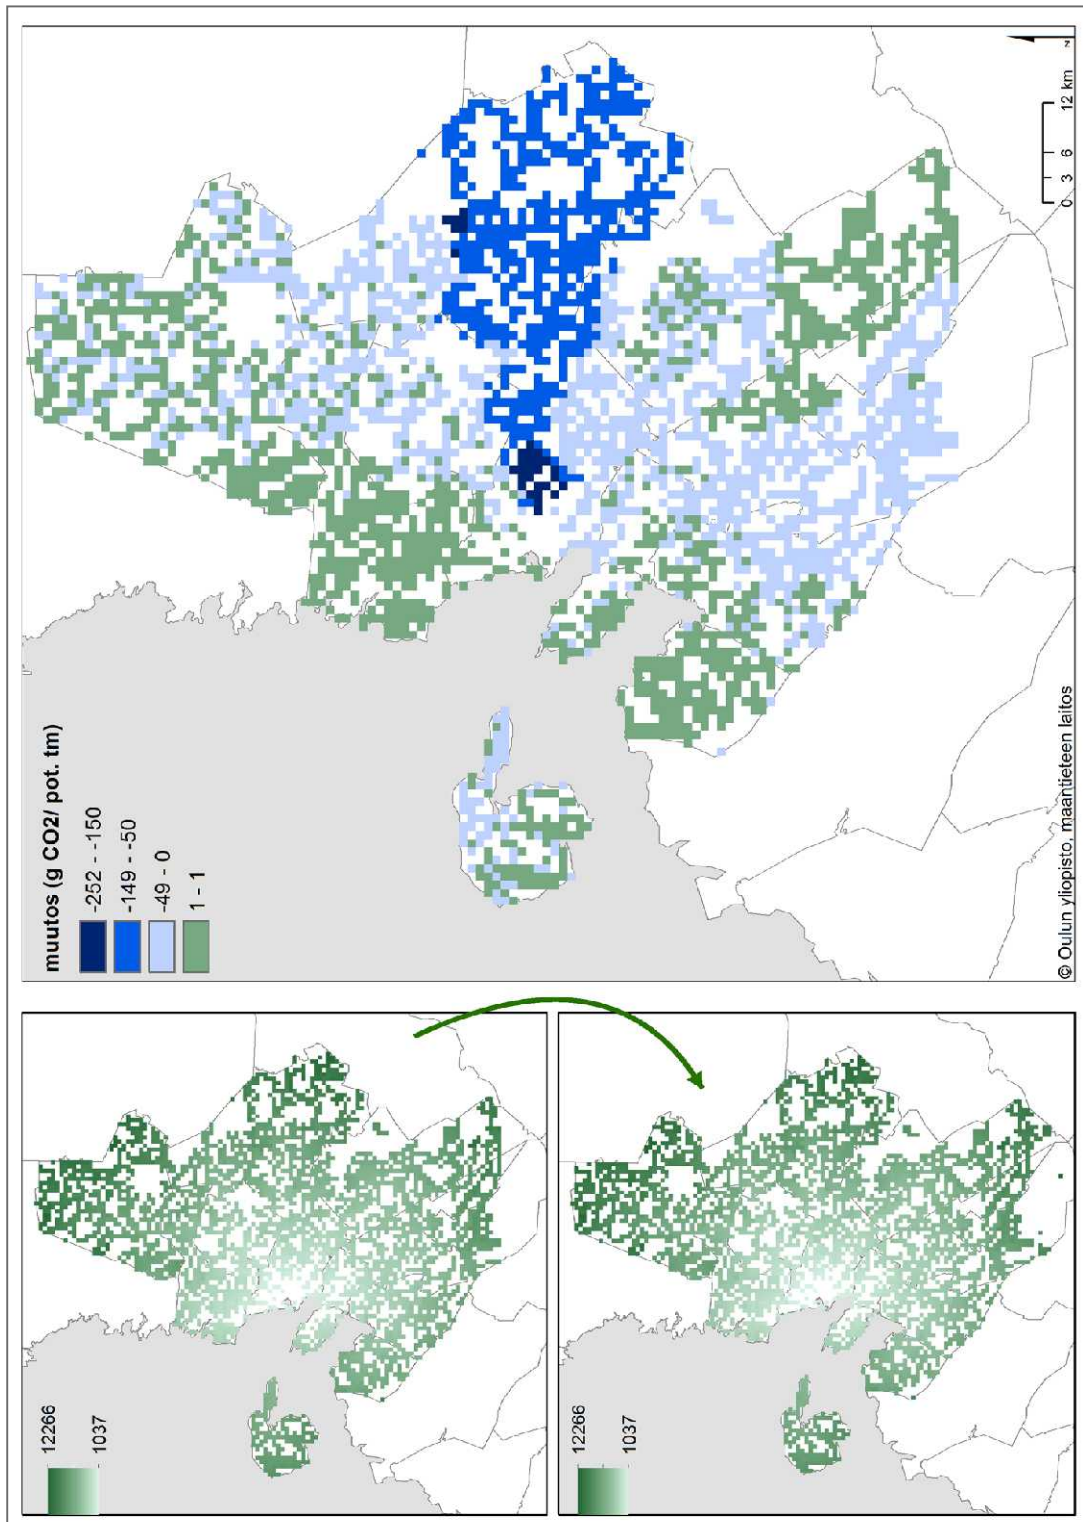 muutos (g CO2/ pot. tm)
-252 - -150
-149 - -50
-49 - 0
1 - 1
z
0 3 6 12 km
© Oulun yliopisto, maantieteen laitos
12266
1037
12266
1037